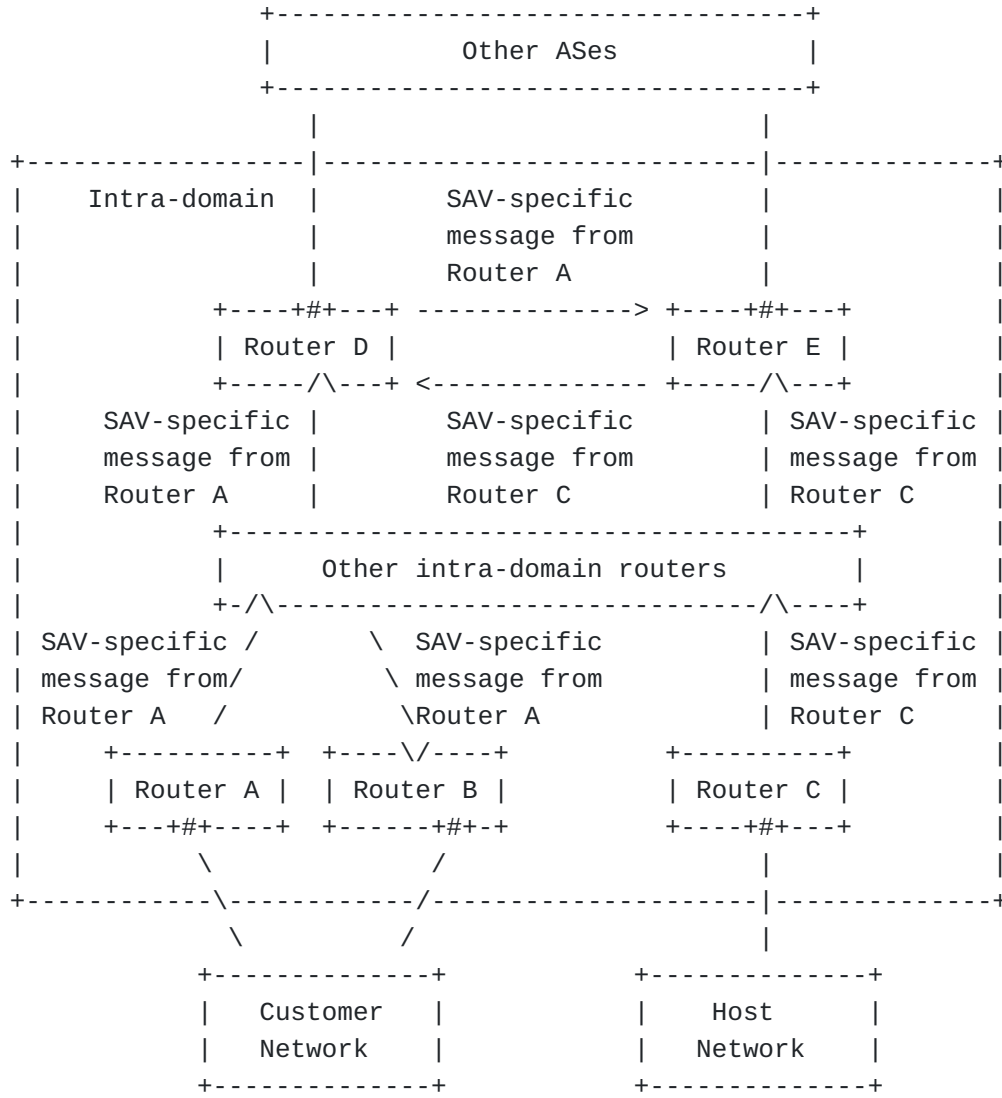 Other ASes
Intra-domain
SAV-specific
message from
Router A
Router D
Router E
SAV-specific
message from
Router A
SAV-specific
message from
Router C
SAV-specific
message from
Router C
Other intra-domain routers
SAV-specific
message from
Router A
SAV-specific
message from
Router A
SAV-specific
message from
Router C
Router A
Router B
Router C
Customer
Network
Host
Network